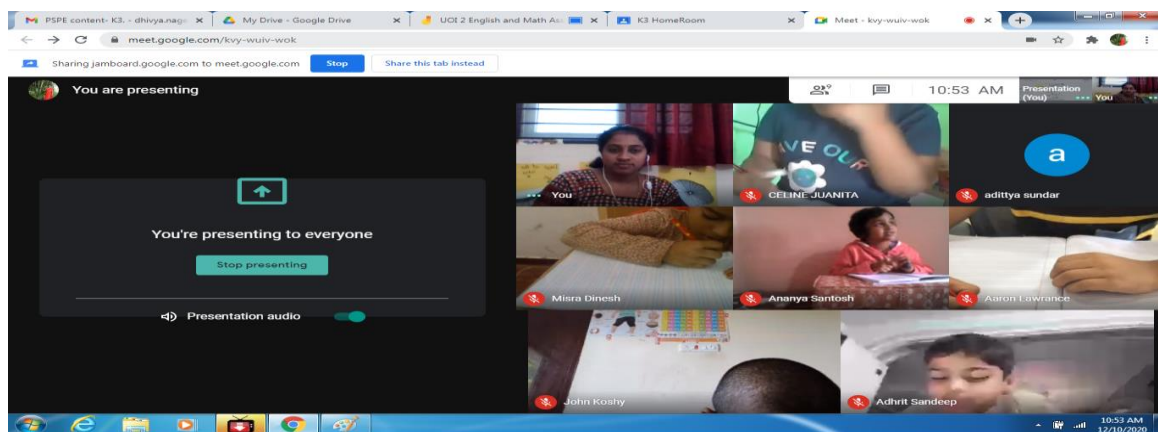 PSPE content- K3. - dhivya.nag
My Drive - Google Drive
UOI 2 English and Math As
K3 HomeRoom
Meet - kvy-wuiv-wok
meet.google.com/kvy-wuiv-wok
Sharing jamboard.google.com to meet.google.com
Stop
Share this tab instead
You are presenting
10:53 AM
Presentation
(You)
You
You're presenting to everyone
Stop presenting
Presentation audio
You
AVE OUR
CELINE JUANITA
a
adittya sundar
Misra Dinesh
Ananya Santosh
Aaron Lawrance
John Koshy
Adhrit Sandeep
10:53 AM
12/10/2020